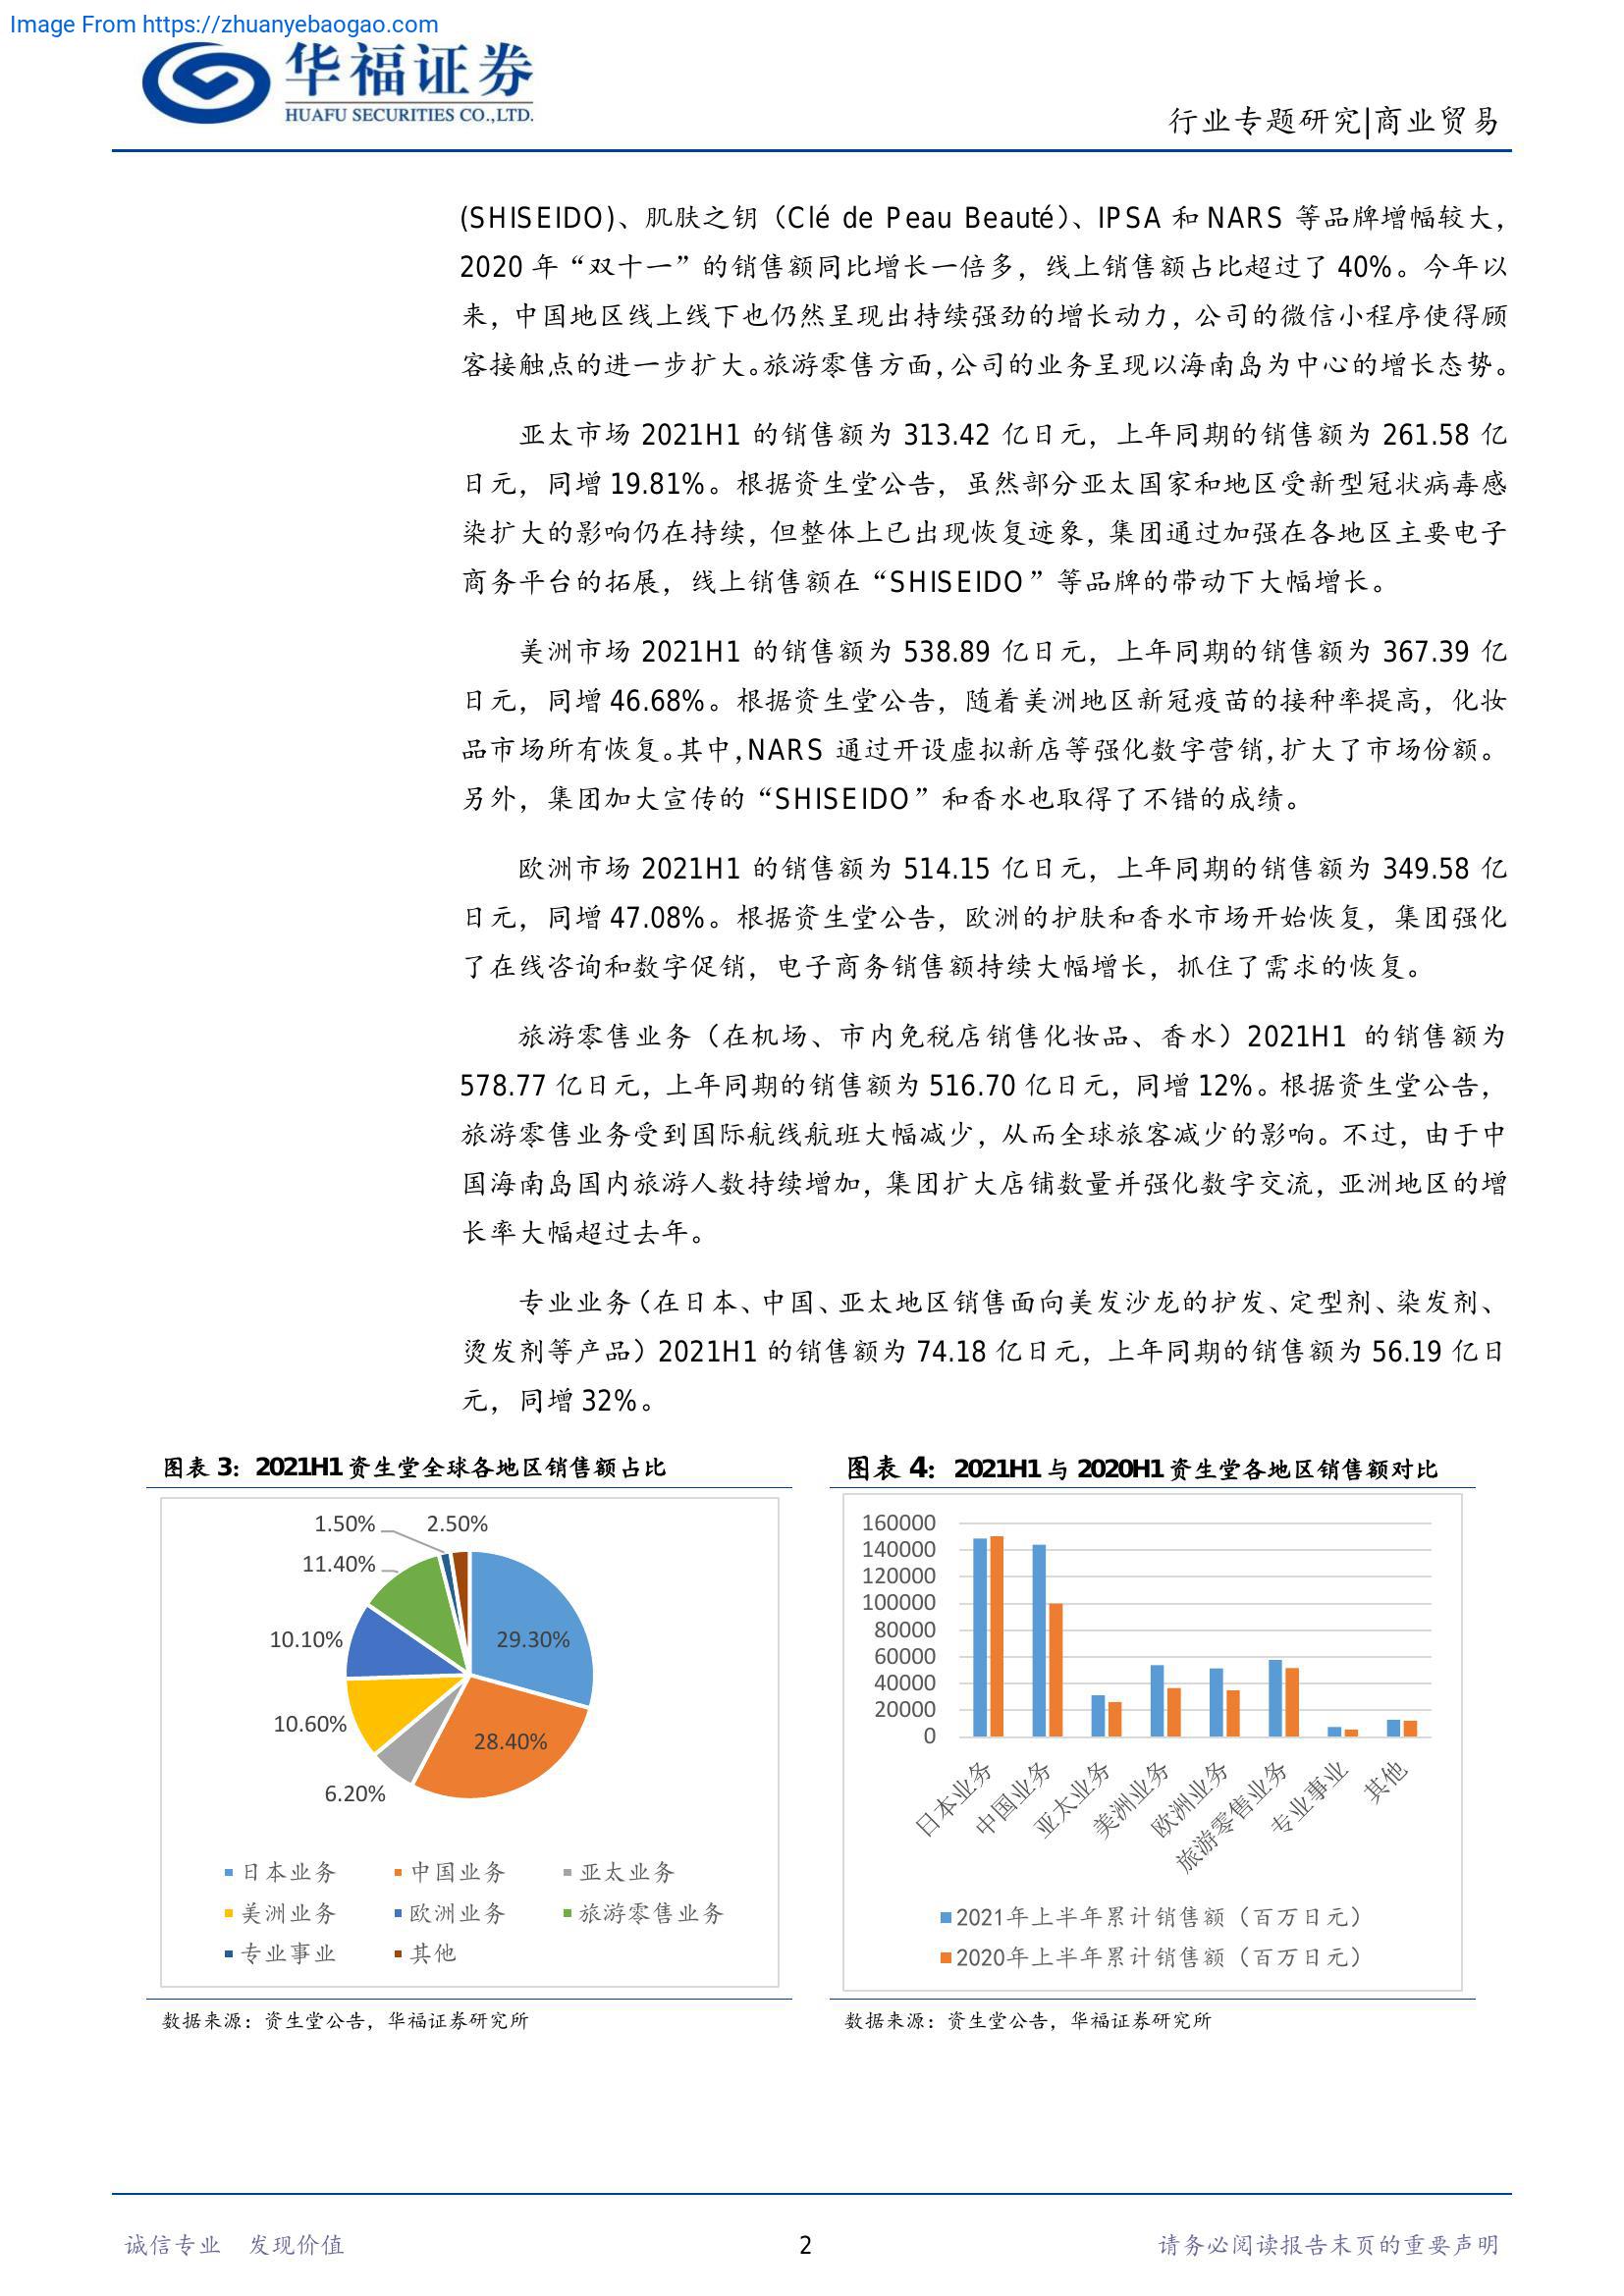 Image From https://zhuanyebaogao.com
华福证券
HUAFU SECURITIES CO.,LTD.
行业专题研究|商业贸易
(SHISEIDO)、肌肤之钥（Clé de Peau Beauté）、IPSA 和 NARS 等品牌增幅较大，
2020 年“双十一”的销售额同比增长一倍多，线上销售额占比超过了 40%。今年以
来，中国地区线上线下也仍然呈现出持续强劲的增长动力，公司的微信小程序使得顾
客接触点的进一步扩大。旅游零售方面，公司的业务呈现以海南岛为中心的增长态势。
亚太市场 2021H1 的销售额为 313.42 亿日元，上年同期的销售额为 261.58 亿
日元，同增 19.81%。根据资生堂公告，虽然部分亚太国家和地区受新型冠状病毒感
染扩大的影响仍在持续，但整体上已出现恢复迹象，集团通过加强在各地区主要电子
商务平台的拓展，线上销售额在“SHISEIDO”等品牌的带动下大幅增长。
美洲市场 2021H1 的销售额为 538.89 亿日元，上年同期的销售额为 367.39 亿
日元，同增 46.68%。根据资生堂公告，随着美洲地区新冠疫苗的接种率提高，化妆
品市场所有恢复。其中，NARS 通过开设虚拟新店等强化数字营销，扩大了市场份额。
另外，集团加大宣传的“SHISEIDO”和香水也取得了不错的成绩。
欧洲市场 2021H1 的销售额为 514.15 亿日元，上年同期的销售额为 349.58 亿
日元，同增 47.08%。根据资生堂公告，欧洲的护肤和香水市场开始恢复，集团强化
了在线咨询和数字促销，电子商务销售额持续大幅增长，抓住了需求的恢复。
旅游零售业务（在机场、市内免税店销售化妆品、香水）2021H1 的销售额为
578.77 亿日元，上年同期的销售额为 516.70 亿日元，同增 12%。根据资生堂公告，
旅游零售业务受到国际航线航班大幅减少，从而全球旅客减少的影响。不过，由于中
国海南岛国内旅游人数持续增加，集团扩大店铺数量并强化数字交流，亚洲地区的增
长率大幅超过去年。
专业业务（在日本、中国、亚太地区销售面向美发沙龙的护发、定型剂、染发剂、
烫发剂等产品）2021H1 的销售额为 74.18 亿日元，上年同期的销售额为 56.19 亿日
元，同增 32%。
图表 3：2021H1 资生堂全球各地区销售额占比
1.50%
2.50%
11.40%
10.10%
29.30%
10.60%
28.40%
6.20%
日本业务 中国业务 亚太业务
美洲业务 欧洲业务 旅游零售业务
专业事业 其他
数据来源：资生堂公告，华福证券研究所
图表 4：2021H1 与 2020H1 资生堂各地区销售额对比
160000
140000
120000
100000
80000
60000
40000
20000
0
日本业务
中国业务
亚太业务
美洲业务
欧洲业务
旅游零售业务
专业事业
其他
2021年上半年累计销售额（百万日元）
2020年上半年累计销售额（百万日元）
数据来源：资生堂公告，华福证券研究所
诚信专业 发现价值
2
请务必阅读报告末页的重要声明